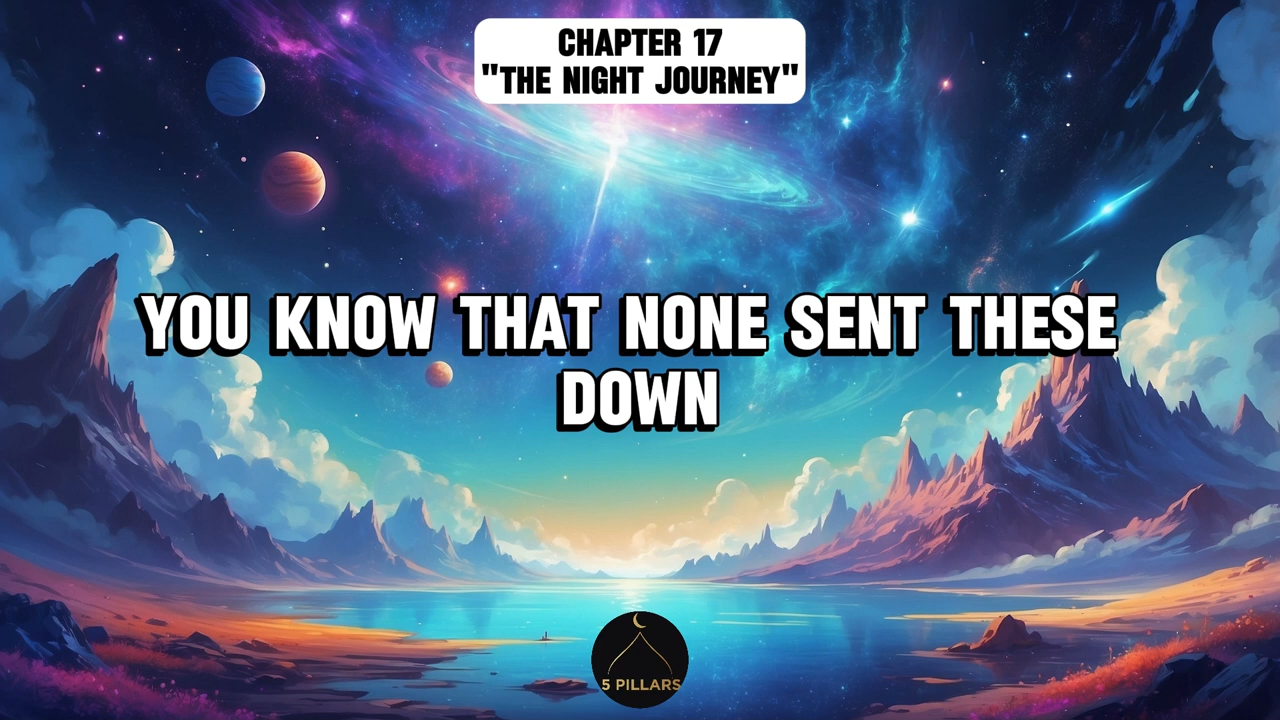 CHAPTER 17
"THE NIGHT JOURNEY"
YOU KNOW THAT NONE SENT THESE
DOWN
5 PILLARS